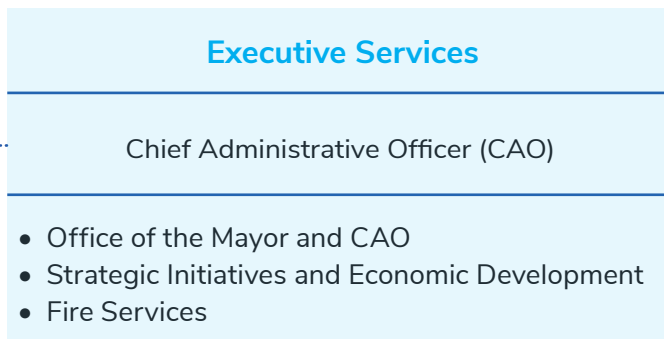 Executive Services
Chief Administrative Officer (CAO)
• Office of the Mayor and CAO
• Strategic Initiatives and Economic Development
• Fire Services